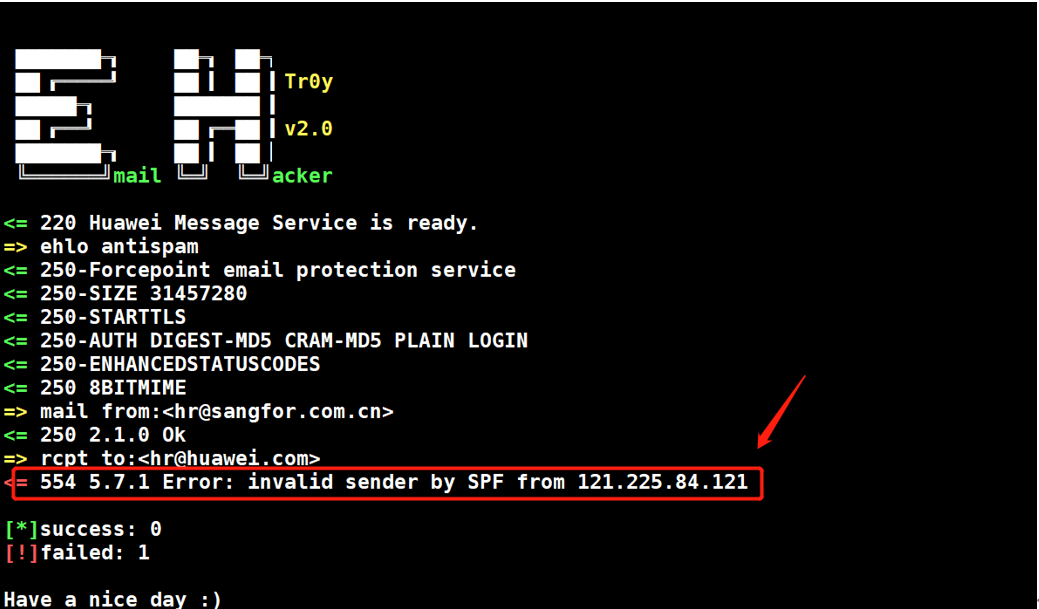 Tr0y
v2.0
mail acker
<= 220 Huawei Message Service is ready.
=> ehlo antispam
<= 250-Forcepoint email protection service
<= 250-SIZE 31457280
<= 250-STARTTLS
<= 250-AUTH DIGEST-MD5 CRAM-MD5 PLAIN LOGIN
<= 250-ENHANCEDSTATUSCODES
<= 250 8BITMIME
=> mail from:<hr@sangfor.com.cn>
<= 250 2.1.0 Ok
=> rcpt to:<hr@huawei.com>
<= 554 5.7.1 Error: invalid sender by SPF from 121.225.84.121
[*]success: 0
[!]failed: 1
Have a nice day :)